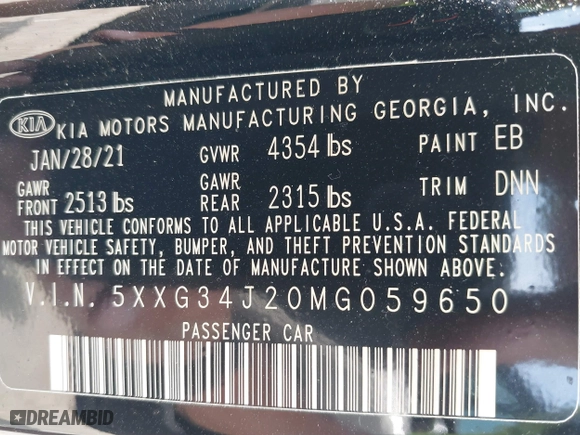 MANUFACTURED BY
KIA KIA MOTORS MANUFACTURING GEORGIA, INC.
JAN/28/21 GVWR 4354 lbs PAINT EB
GAWR FRONT 2513 lbs GAWR REAR 2315 lbs TRIM DNN
THIS VEHICLE CONFORMS TO ALL APPLICABLE U.S.A. FEDERAL
MOTOR VEHICLE SAFETY, BUMPER, AND THEFT PREVENTION STANDARDS
IN EFFECT ON THE DATE OF MANUFACTURE SHOWN ABOVE.
V.I.N. 5XXG34J20MG059650
PASSENGER CAR
DREAMBID